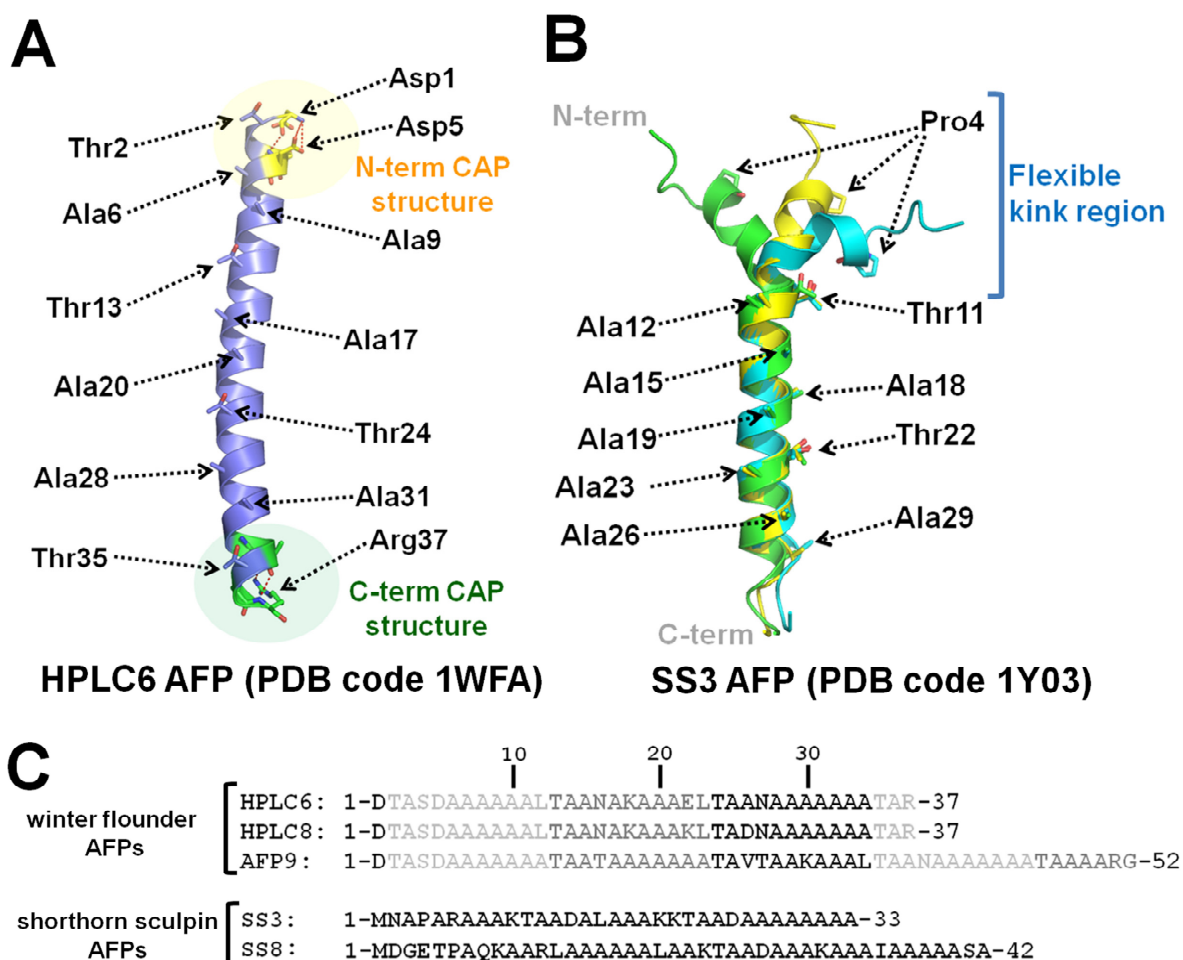 A
B
Asp1
Asp5
Thr2
N-term CAP
structure
Ala6
Ala9
Thr13
Ala17
Ala20
Thr24
Ala28
Ala31
Thr35
Arg37
C-term CAP
structure
HPLC6 AFP (PDB code 1WFA)
N-term
Pro4
Flexible
kink region
Ala12
Thr11
Ala15
Ala18
Ala19
Thr22
Ala23
Ala26
Ala29
C-term
SS3 AFP (PDB code 1Y03)
C
10 20 30
winter flounder
AFPs
HPLC6: 1-DTASDAAAAAALTAANAKAAAELTAANAAAAAAATAR-37
HPLC8: 1-DTASDAAAAAALTAANAKAAAKLTADNAAAAAAATAR-37
AFP9: 1-DTASDAAAAAAATAATAAAAAAATAVTAAKAAALTAANAAAAAAATAAAARG-52
shorthorn sculpin
AFPs
SS3: 1-MNAPARAAAKTAADALAAAKKTAADAAAAAAAA-33
SS8: 1-MDGETPAQKAARLAAAAAALAAKTAADAAAKAAAIAAAAASA-42